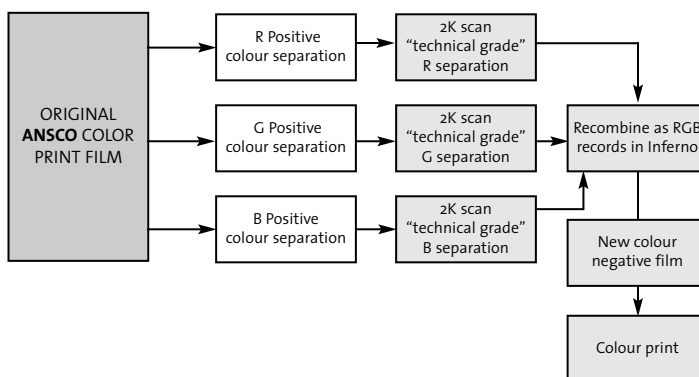 ORIGINAL
ANSCO COLOR
PRINT FILM
R Positive
colour separation
2K scan
“technical grade”
R separation
G Positive
colour separation
2K scan
“technical grade”
G separation
Recombine as RGB
records in Inferno
B Positive
colour separation
2K scan
“technical grade”
B separation
New colour
negative film
Colour print